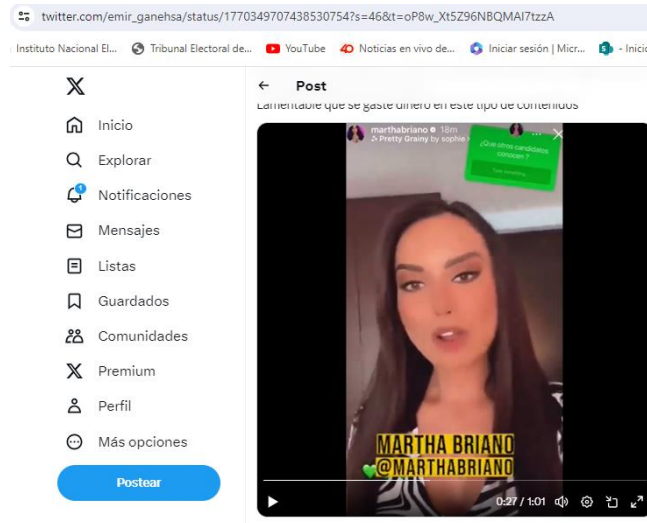 twitter.com/emir_ganehsa/status/1770349707438530754?s=46&t=oP8w_Xt5Z96NBQMAI7tzzA
Instituto Nacional El... Tribunal Electoral de... YouTube Noticias en vivo de... Iniciar sesión | Micr... - Inicio
X
← Post
Lamentable que se gaste dinero en este tipo de contenidos
Inicio
Explorar
Notificaciones
Mensajes
Listas
Guardados
Comunidades
Premium
Perfil
Más opciones
Postear
marthabriano 18m
Pretty Grainy by sophie
¿Que otros candidatos
conocen ?
MARTHA BRIANO
@MARTHABRIANO
0:27 / 1:01